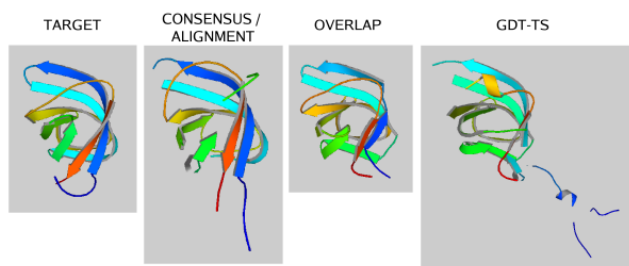 TARGET
CONSENSUS /
ALIGNMENT
OVERLAP
GDT-TS